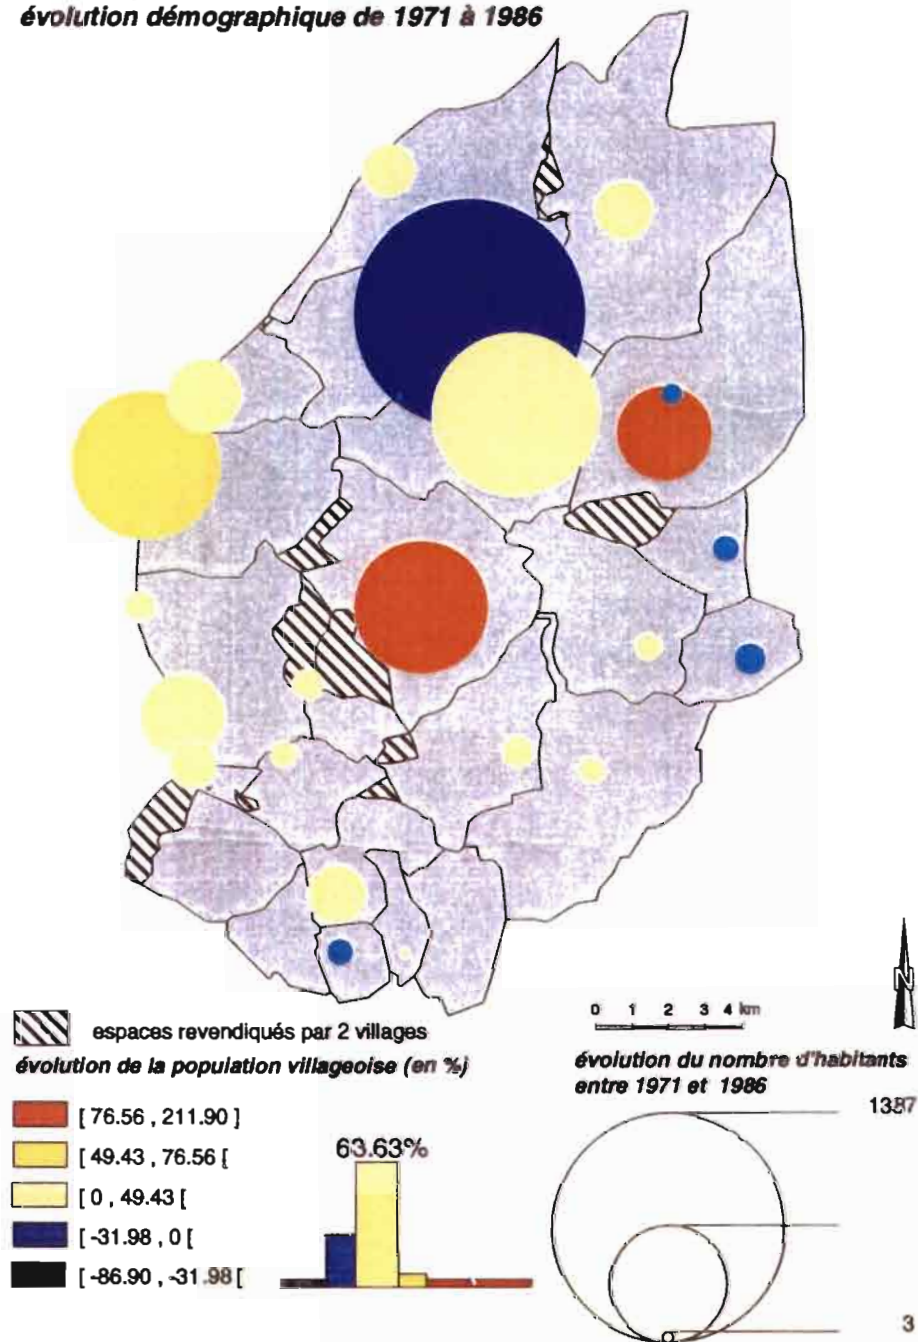 évolution démographique de 1971 à 1986
N
0 1 2 3 4 km
espaces revendiqués par 2 villages
évolution de la population villageoise (en %)
[ 76.56 , 211.90 ]
[ 49.43 , 76.56 [
[ 0 , 49.43 [
[ -31.98 , 0 [
[ -86.90 , -31.98 [
63.63%
évolution du nombre d'habitants
entre 1971 et 1986
3